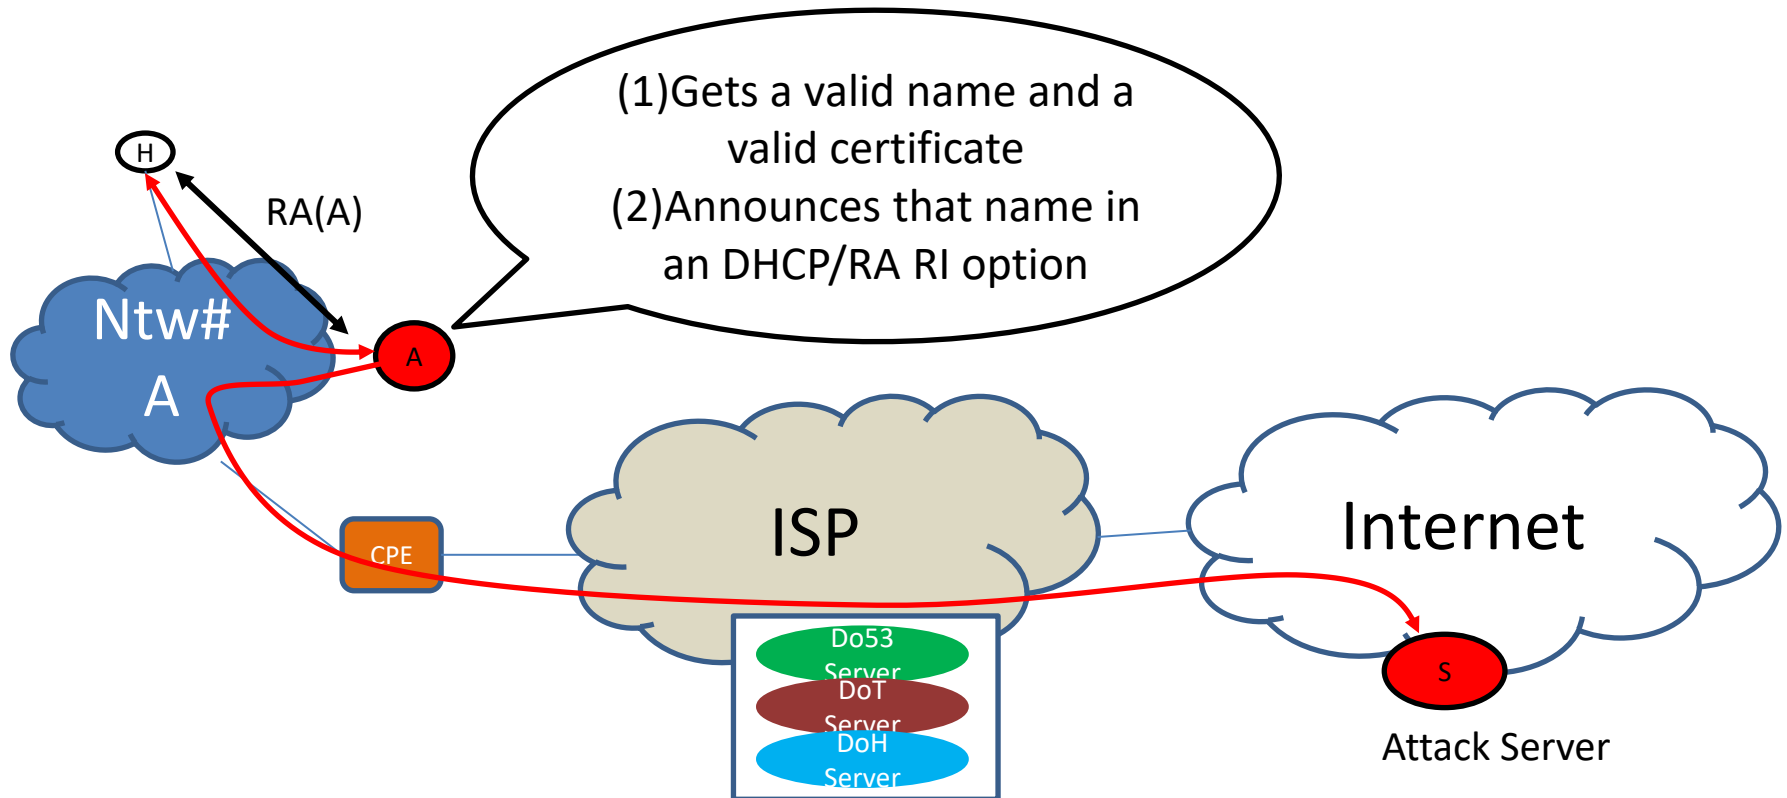 (1)Gets a valid name and a
valid certificate
(2)Announces that name in
an DHCP/RA RI option
H
RA(A)
Ntw#
A
A
ISP
Internet
CPE
Do53
Server
DoT
Server
DoH
Server
S
Attack Server